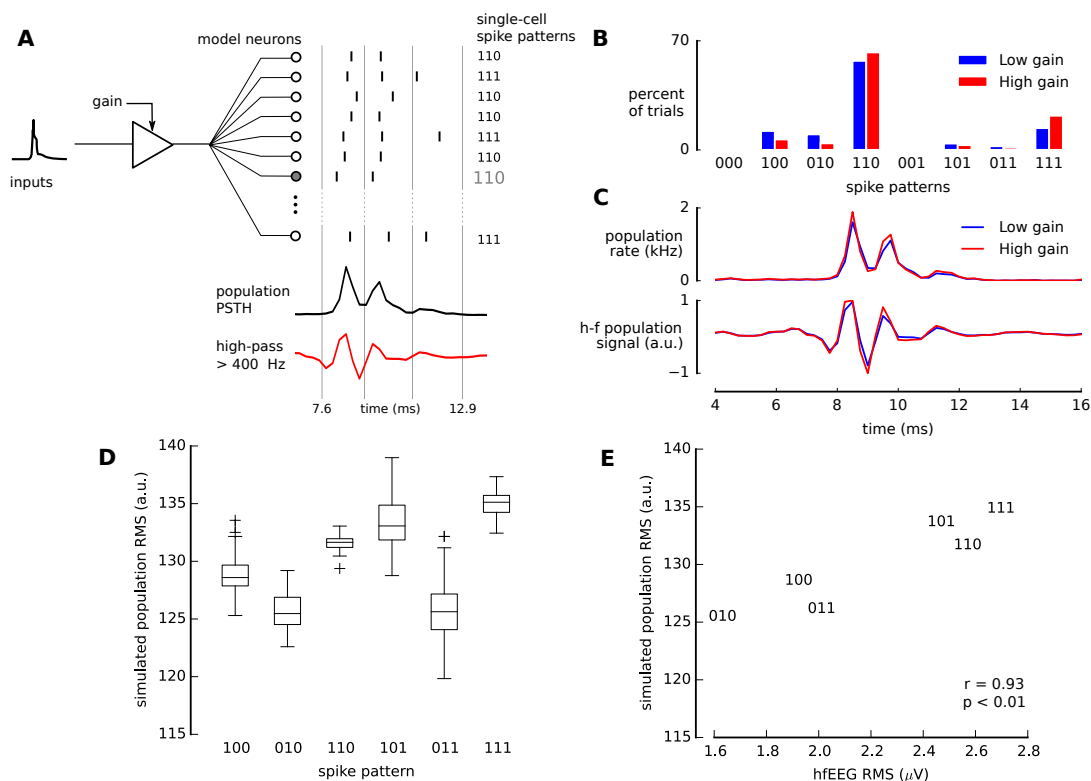 A
model neurons
single-cell
spike patterns
gain
inputs
110
111
110
110
111
110
110
111
population
PSTH
high-pass
> 400 Hz
7.6
time (ms)
12.9
B
70
percent
of trials
0
Low gain
High gain
000 100 010 110 001 101 011 111
spike patterns
C
2
population
rate (kHz)
0
Low gain
High gain
1
h-f population
signal (a.u.)
−1
4 6 8 10 12 14 16
time (ms)
D
simulated population RMS (a.u.)
140
135
130
125
120
115
100 010 110 101 011 111
spike pattern
E
simulated population RMS (a.u.)
140
135
130
125
120
115
111
101
110
100
011
010
r = 0.93
p < 0.01
1.6 1.8 2.0 2.2 2.4 2.6 2.8
hfEEG RMS (μV)